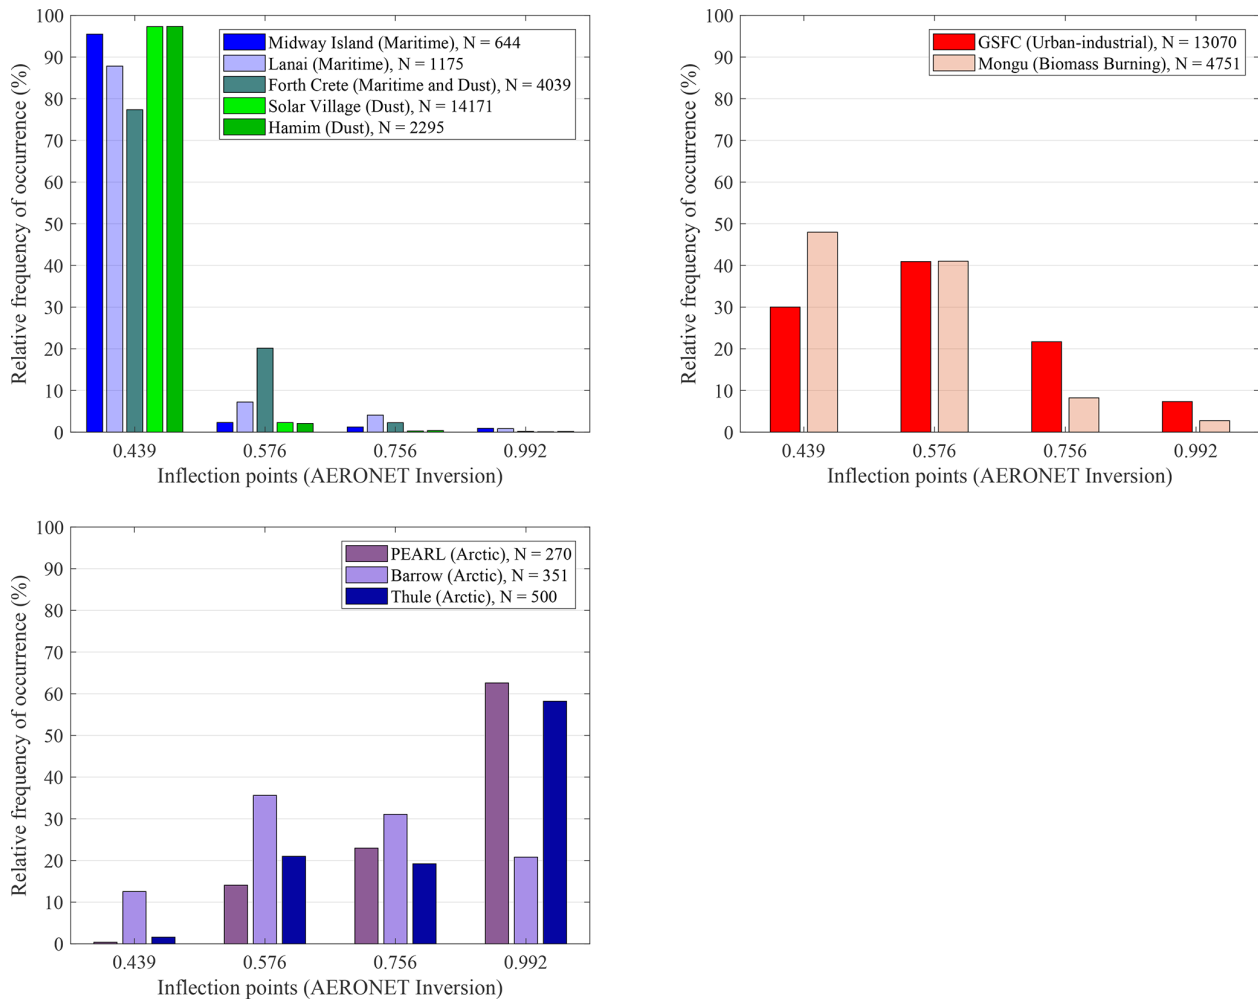 Relative frequency of occurrence (%)
100
90
80
70
60
50
40
30
20
10
0
Midway Island (Maritime), N = 644
Lanai (Maritime), N = 1175
Forth Crete (Maritime and Dust), N = 4039
Solar Village (Dust), N = 14171
Hamim (Dust), N = 2295
0.439 0.576 0.756 0.992
Inflection points (AERONET Inversion)
Relative frequency of occurrence (%)
100
90
80
70
60
50
40
30
20
10
0
GSFC (Urban-industrial), N = 13070
Mongu (Biomass Burning), N = 4751
0.439 0.576 0.756 0.992
Inflection points (AERONET Inversion)
Relative frequency of occurrence (%)
100
90
80
70
60
50
40
30
20
10
0
PEARL (Arctic), N = 270
Barrow (Arctic), N = 351
Thule (Arctic), N = 500
0.439 0.576 0.756 0.992
Inflection points (AERONET Inversion)